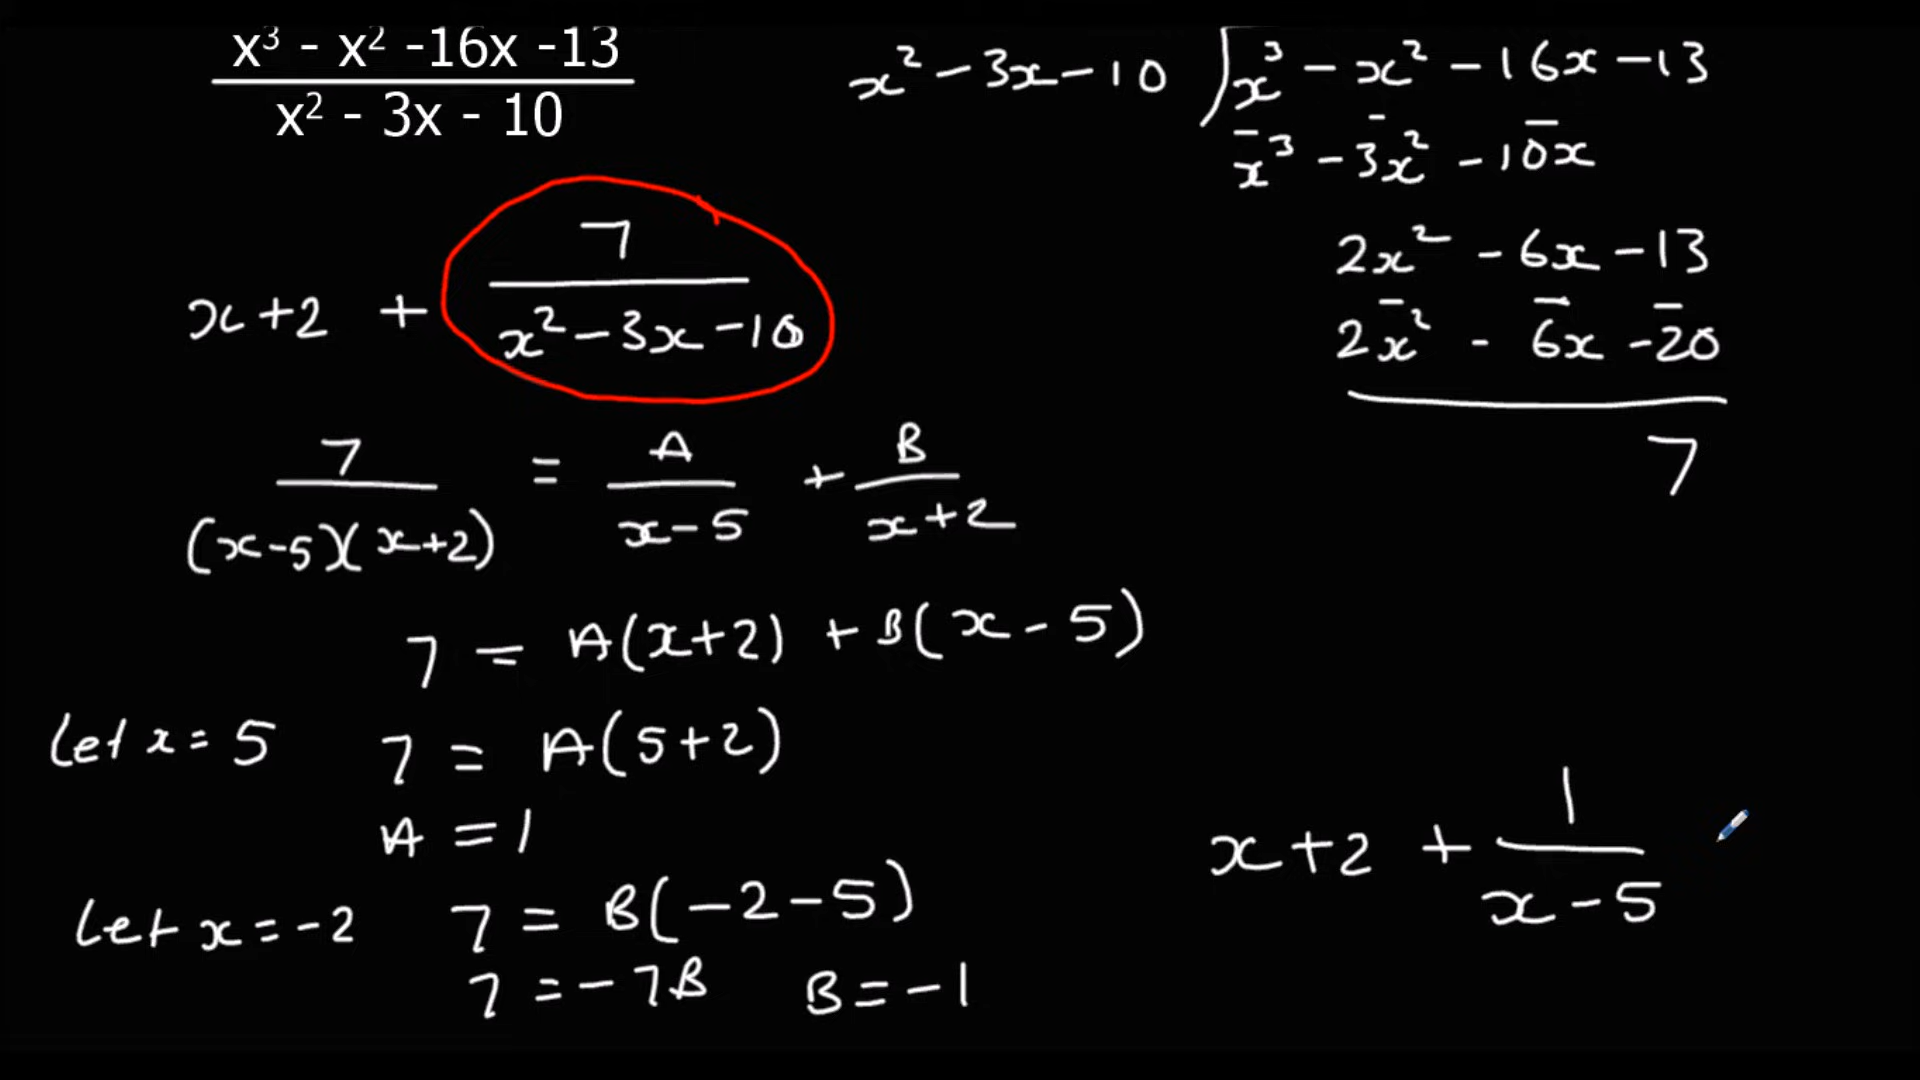 x³ - x² -16x -13
x² - 3x - 10
x² - 3x - 10 ) x³ - x² - 16x - 13
x³ - 3x² - 10x
2x² - 6x - 13
2x² - 6x - 20
7
x+2 + 7
x² - 3x - 10
7 = A + B
(x-5)(x+2) x-5 x+2
7 = A(x+2) + B(x-5)
Let x = 5 7 = A(5+2)
A = 1
Let x = -2 7 = B(-2-5)
7 = -7B B = -1
x+2 + 1
x-5